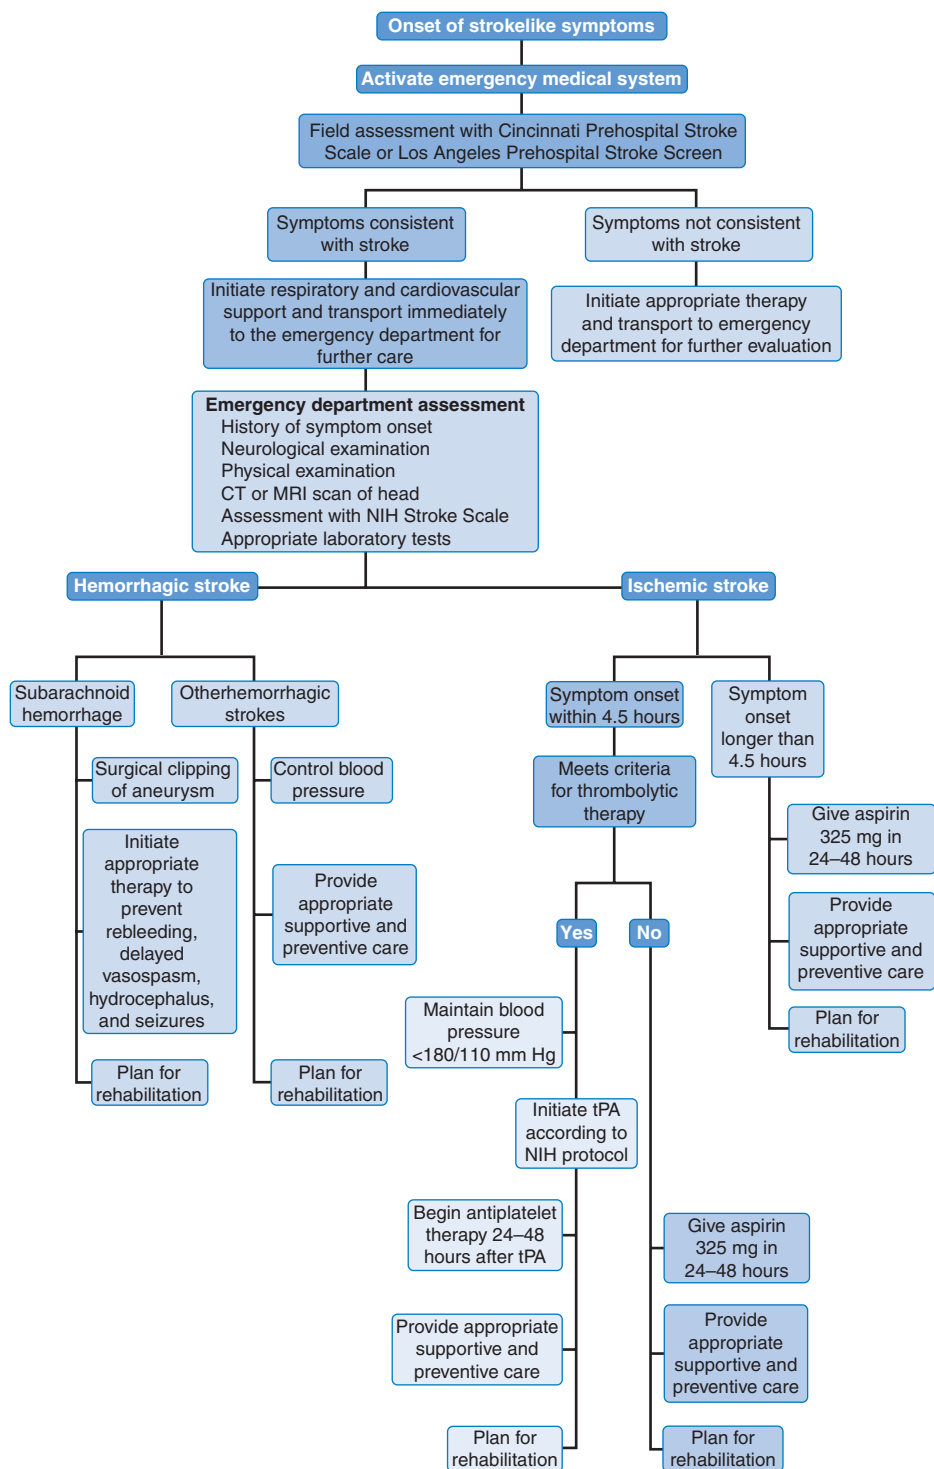 Onset of strokelike symptoms
Activate emergency medical system
Field assessment with Cincinnati Prehospital Stroke
Scale or Los Angeles Prehospital Stroke Screen
Symptoms consistent
with stroke
Symptoms not consistent
with stroke
Initiate respiratory and cardiovascular
support and transport immediately
to the emergency department for
further care
Initiate appropriate therapy
and transport to emergency
department for further evaluation
Emergency department assessment
History of symptom onset
Neurological examination
Physical examination
CT or MRI scan of head
Assessment with NIH Stroke Scale
Appropriate laboratory tests
Hemorrhagic stroke
Ischemic stroke
Subarachnoid
hemorrhage
Otherhemorrhagic
strokes
Symptom onset
within 4.5 hours
Symptom
onset
longer than
4.5 hours
Surgical clipping
of aneurysm
Control blood
pressure
Meets criteria
for thrombolytic
therapy
Give aspirin
325 mg in
24–48 hours
Initiate
appropriate
therapy to
prevent
rebleeding,
delayed
vasospasm,
hydrocephalus,
and seizures
Provide
appropriate
supportive and
preventive care
Yes
No
Provide
appropriate
supportive and
preventive care
Maintain blood
pressure
<180/110 mm Hg
Plan for
rehabilitation
Plan for
rehabilitation
Plan for
rehabilitation
Initiate tPA
according to
NIH protocol
Begin antiplatelet
therapy 24–48
hours after tPA
Give aspirin
325 mg in
24–48 hours
Provide appropriate
supportive and
preventive care
Provide
appropriate
supportive and
preventive care
Plan for
rehabilitation
Plan for
rehabilitation